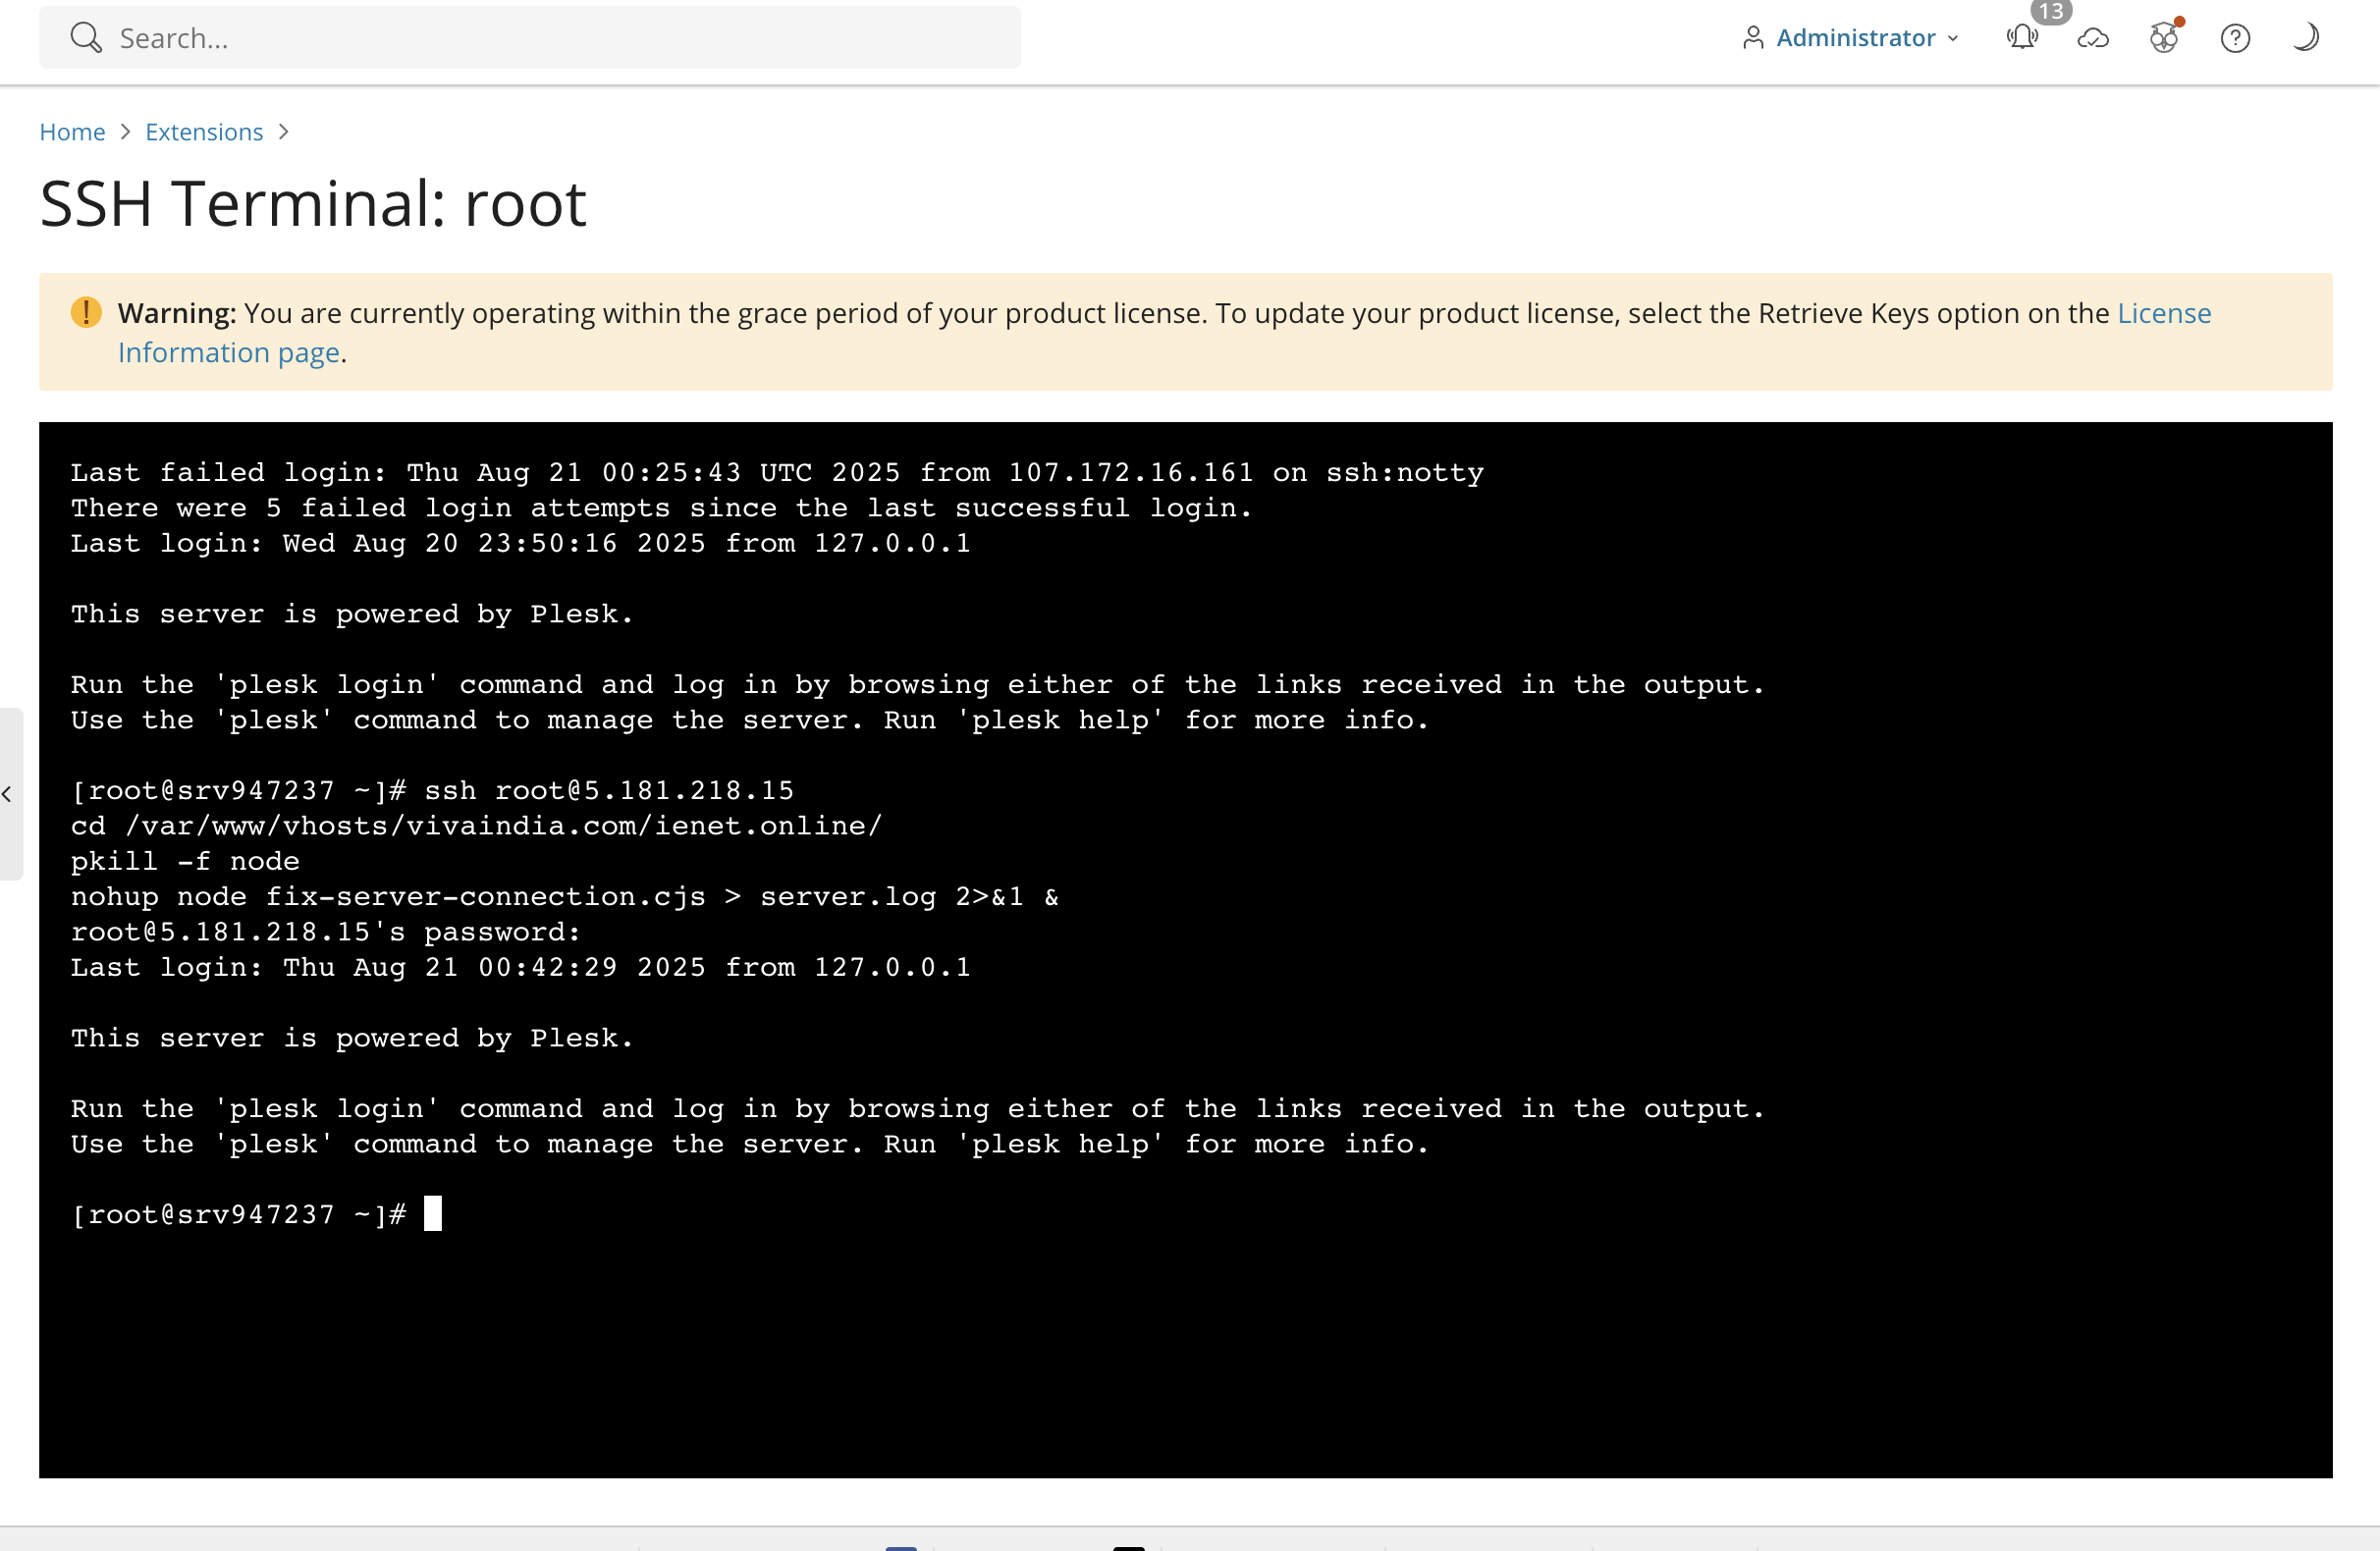 Search...
Administrator
13
Home > Extensions >
SSH Terminal: root
Warning: You are currently operating within the grace period of your product license. To update your product license, select the Retrieve Keys option on the License
Information page.
Last failed login: Thu Aug 21 00:25:43 UTC 2025 from 107.172.16.161 on ssh:notty
There were 5 failed login attempts since the last successful login.
Last login: Wed Aug 20 23:50:16 2025 from 127.0.0.1
This server is powered by Plesk.
Run the 'plesk login' command and log in by browsing either of the links received in the output.
Use the 'plesk' command to manage the server. Run 'plesk help' for more info.
[root@srv947237 ~]# ssh root@5.181.218.15
cd /var/www/vhosts/vivaindia.com/ienet.online/
pkill -f node
nohup node fix-server-connection.cjs > server.log 2>&1 &
root@5.181.218.15's password:
Last login: Thu Aug 21 00:42:29 2025 from 127.0.0.1
This server is powered by Plesk.
Run the 'plesk login' command and log in by browsing either of the links received in the output.
Use the 'plesk' command to manage the server. Run 'plesk help' for more info.
[root@srv947237 ~]#